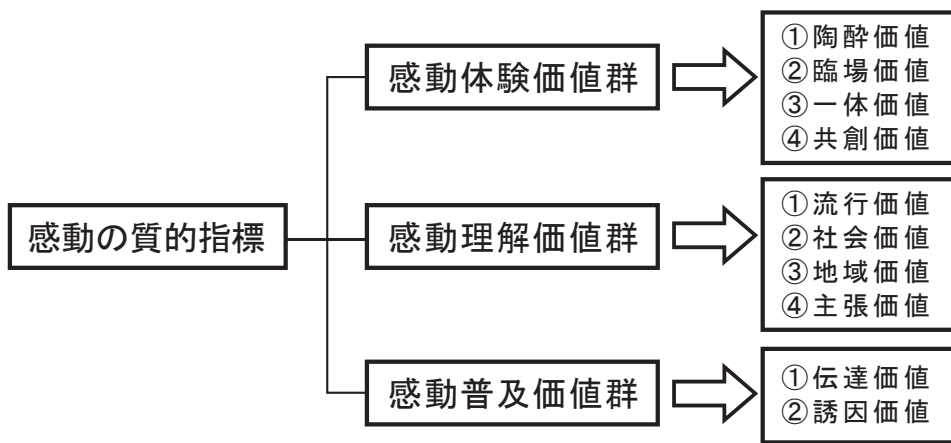 感動の質的指標
感動体験価値群
①陶酔価値
②臨場価値
③一体価値
④共創価値
感動理解価値群
①流行価値
②社会価値
③地域価値
④主張価値
感動普及価値群
①伝達価値
②誘因価値